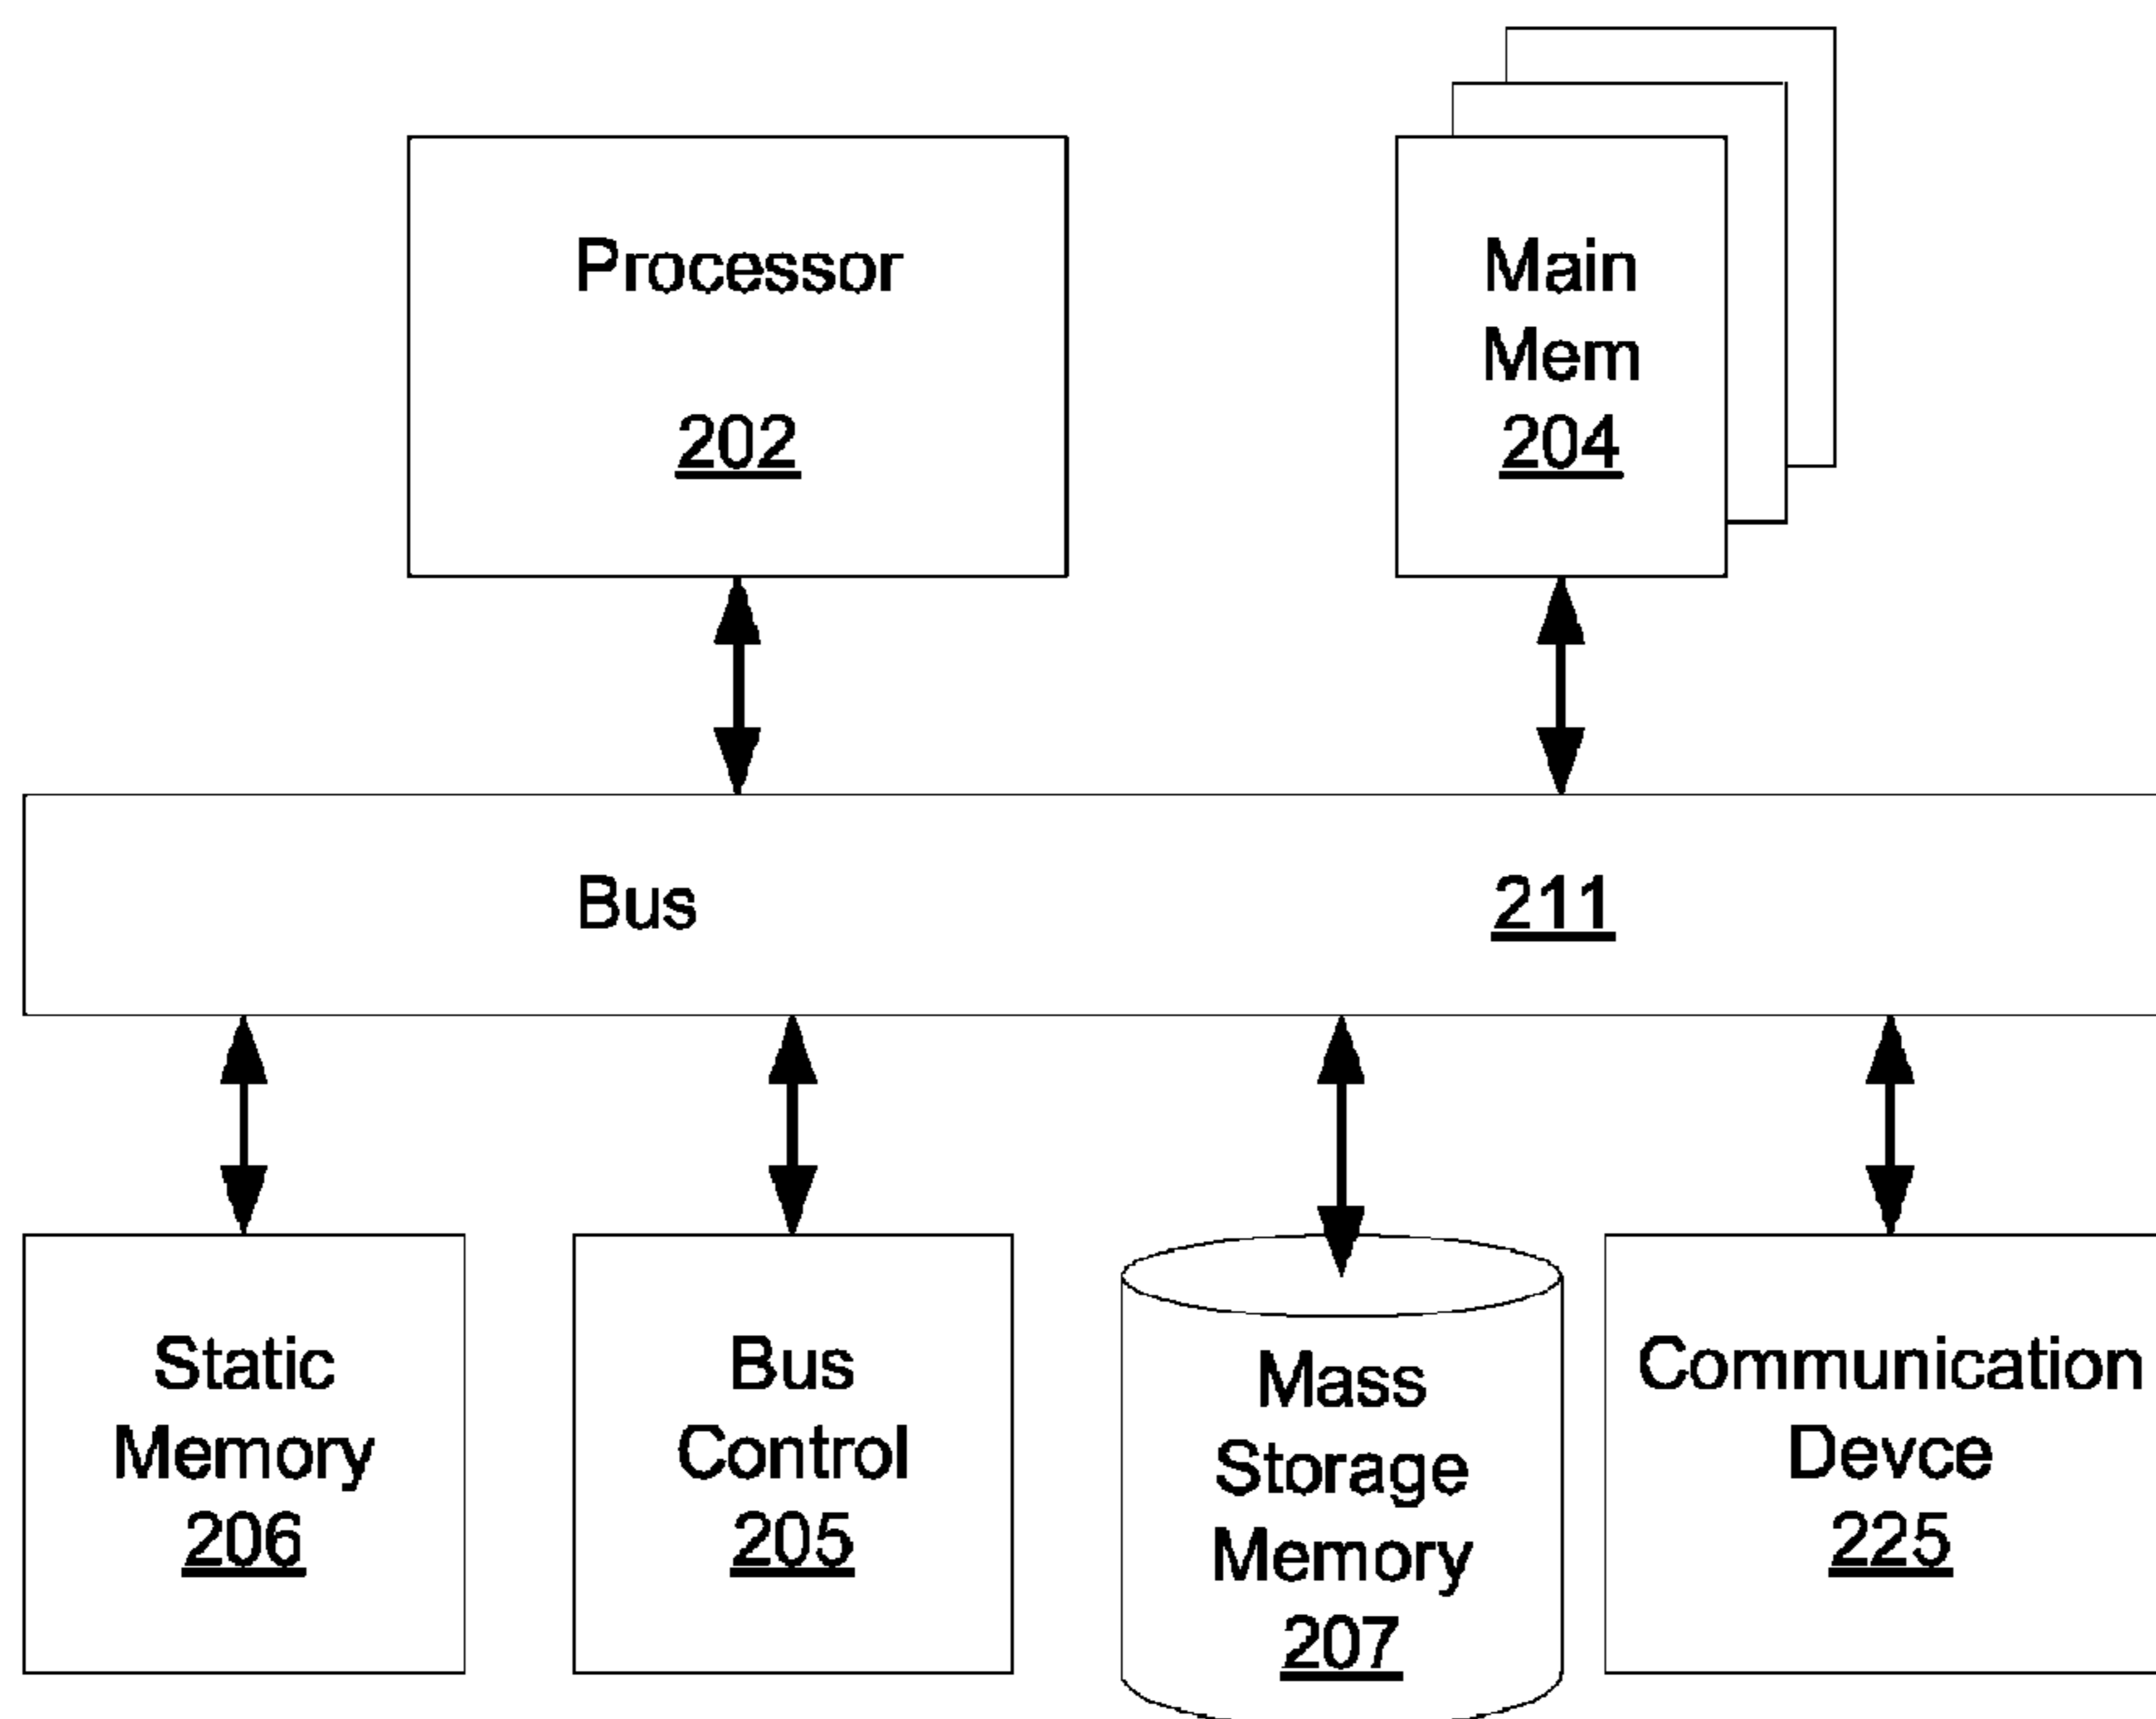 Processor
202
Main
Mem
204
Bus 211
Static
Memory
206
Bus
Control
205
Mass
Storage
Memory
207
Communication
Devce
225